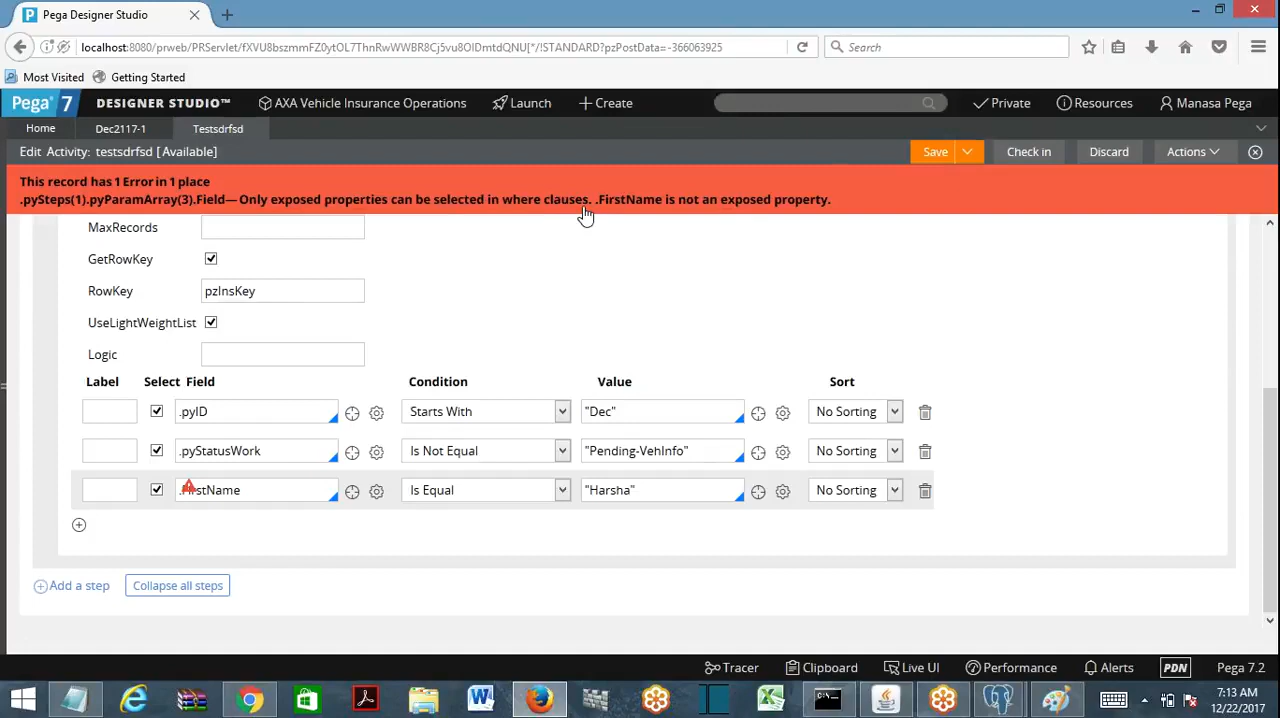 Pega Designer Studio
localhost:8080/prweb/PRServlet/fXVU8bszmmFZ0ytOL7ThnRwWWBR8Cj5vu8OIDmtdQNU[*/!STANDARD?pzPostData=-366063925
Search
Most Visited
Getting Started
Pega 7
DESIGNER STUDIO™
AXA Vehicle Insurance Operations
Launch
Create
Private
Resources
Manasa Pega
Home
Dec2117-1
Testsdrfsd
Edit Activity: testsdrfsd [Available]
Save
Check in
Discard
Actions
This record has 1 Error in 1 place
.pySteps(1).pyParamArray(3).Field— Only exposed properties can be selected in where clauses. .FirstName is not an exposed property.
MaxRecords
GetRowKey
RowKey pzInsKey
UseLightWeightList
Logic
Label Select Field Condition Value Sort
.pyID Starts With "Dec" No Sorting
.pyStatusWork Is Not Equal "Pending-VehInfo" No Sorting
.FirstName Is Equal "Harsha" No Sorting
Add a step
Collapse all steps
Tracer
Clipboard
Live UI
Performance
Alerts
PDN
Pega 7.2
7:13 AM
12/22/2017